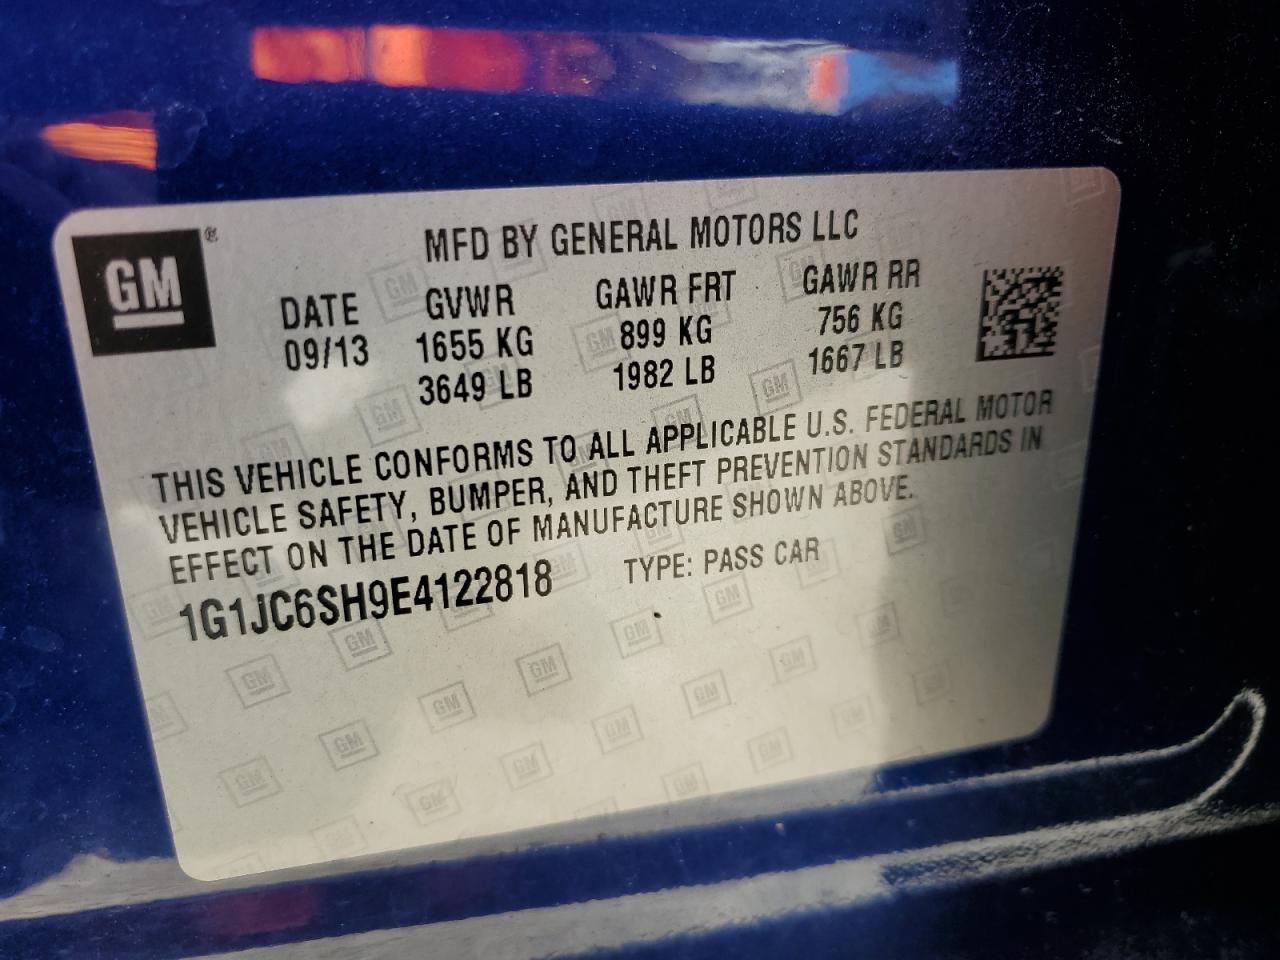 GM ®
MFD BY GENERAL MOTORS LLC
DATE GVWR GAWR FRT GAWR RR
09/13 1655 KG 899 KG 756 KG
3649 LB 1982 LB 1667 LB
THIS VEHICLE CONFORMS TO ALL APPLICABLE U.S. FEDERAL MOTOR
VEHICLE SAFETY, BUMPER, AND THEFT PREVENTION STANDARDS IN
EFFECT ON THE DATE OF MANUFACTURE SHOWN ABOVE.
1G1JC6SH9E4122818 TYPE: PASS CAR